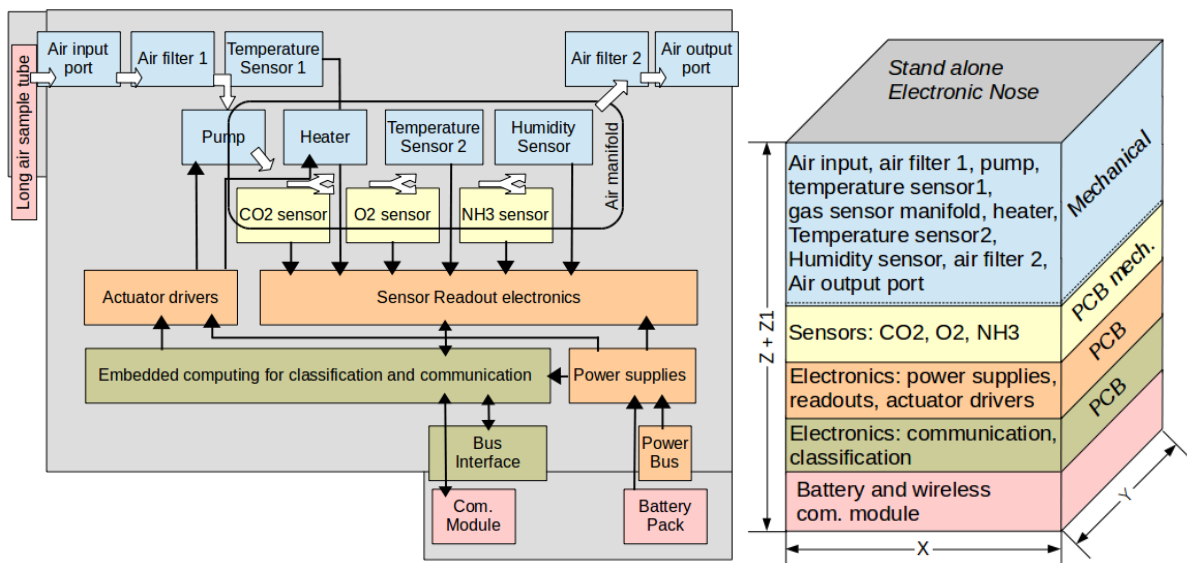 Long air sample tube
Air input
port
Air filter 1
Temperature
Sensor 1
Air filter 2
Air output
port
Pump
Heater
Temperature
Sensor 2
Humidity
Sensor
Air manifold
CO2 sensor
O2 sensor
NH3 sensor
Actuator drivers
Sensor Readout electronics
Embedded computing for classification and communication
Power supplies
Bus
Interface
Power
Bus
Com.
Module
Battery
Pack
Stand alone
Electronic Nose
Air input, air filter 1, pump,
temperature sensor1,
gas sensor manifold, heater,
Temperature sensor2,
Humidity sensor, air filter 2,
Air output port
Mechanical
Sensors: CO2, O2, NH3
PCB mech.
Electronics: power supplies,
readouts, actuator drivers
PCB
Electronics: communication,
classification
PCB
Battery and wireless
com. module
Z + Z1
X
Y